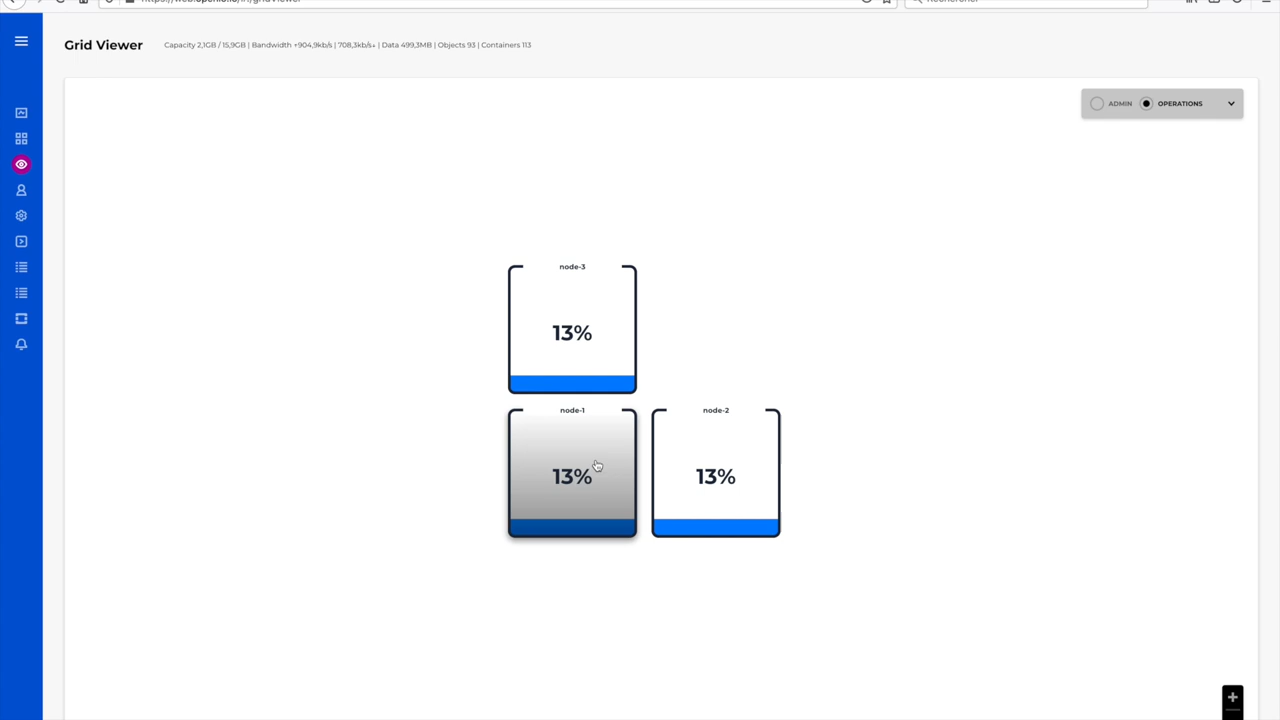 Grid Viewer
Capacity 2,1GB / 15,9GB | Bandwidth +904,9kb/s | 708,3kb/s+ | Data 499,3MB | Objects 93 | Containers 113
ADMIN OPERATIONS
node-3
13%
node-1 node-2
13% 13%